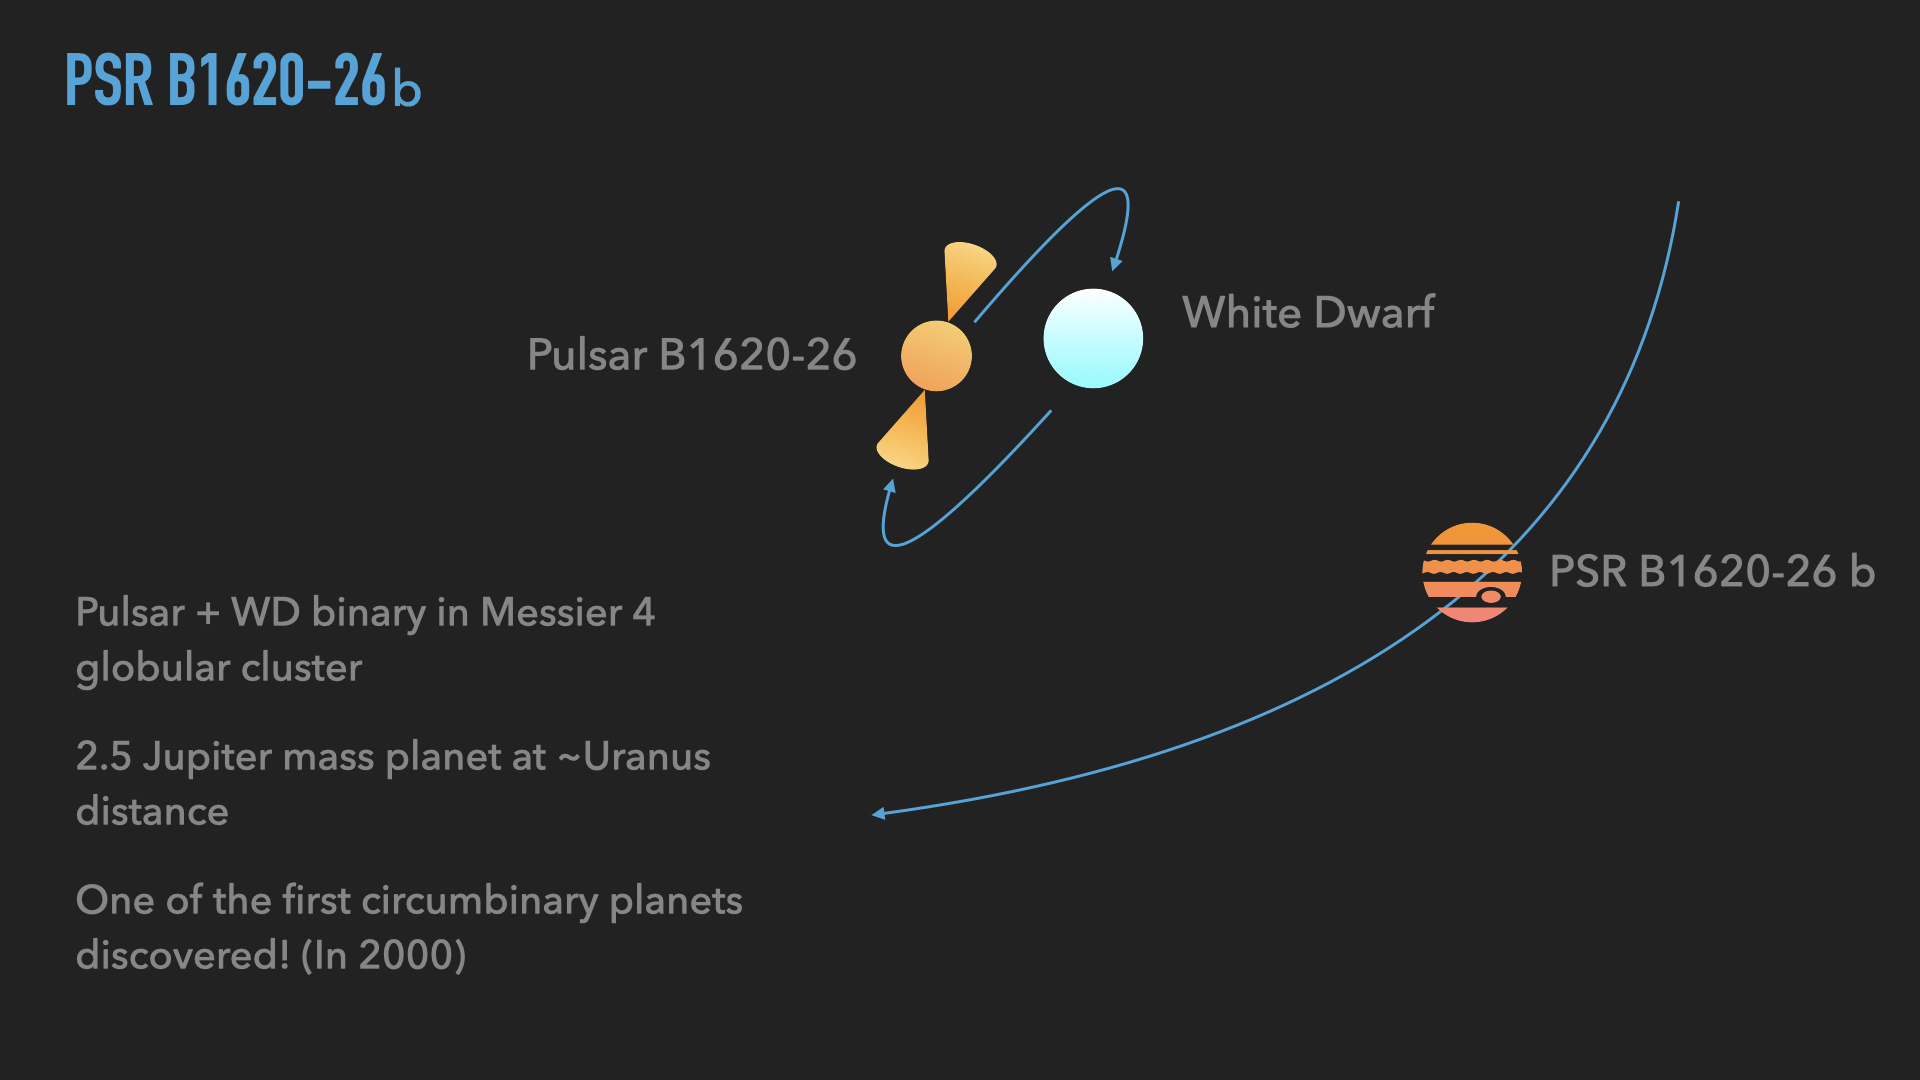 PSR B1620-26b
White Dwarf
Pulsar B1620-26
PSR B1620-26 b
Pulsar + WD binary in Messier 4
globular cluster
2.5 Jupiter mass planet at ~Uranus
distance
One of the first circumbinary planets
discovered! (In 2000)